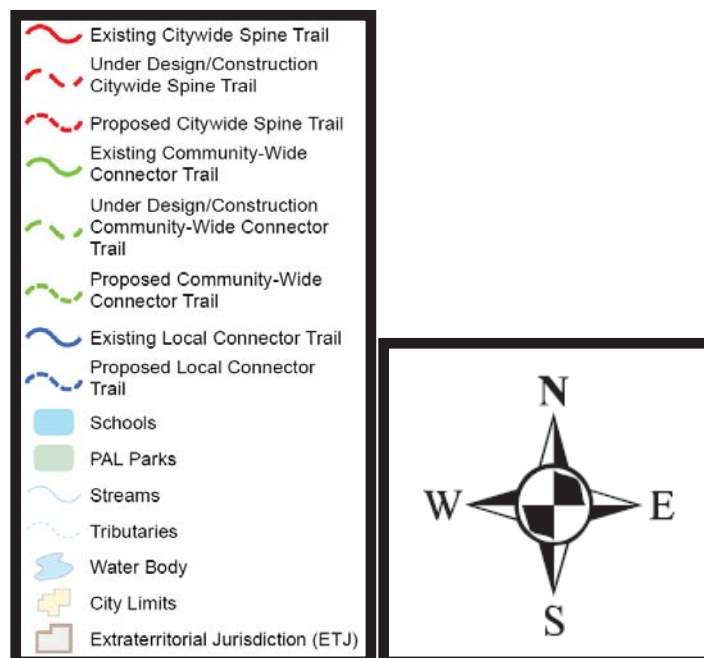 Existing Citywide Spine Trail
Under Design/Construction
Citywide Spine Trail
Proposed Citywide Spine Trail
Existing Community-Wide
Connector Trail
Under Design/Construction
Community-Wide Connector
Trail
Proposed Community-Wide
Connector Trail
Existing Local Connector Trail
Proposed Local Connector
Trail
Schools
PAL Parks
Streams
Tributaries
Water Body
City Limits
Extraterritorial Jurisdiction (ETJ)
N
W E
S